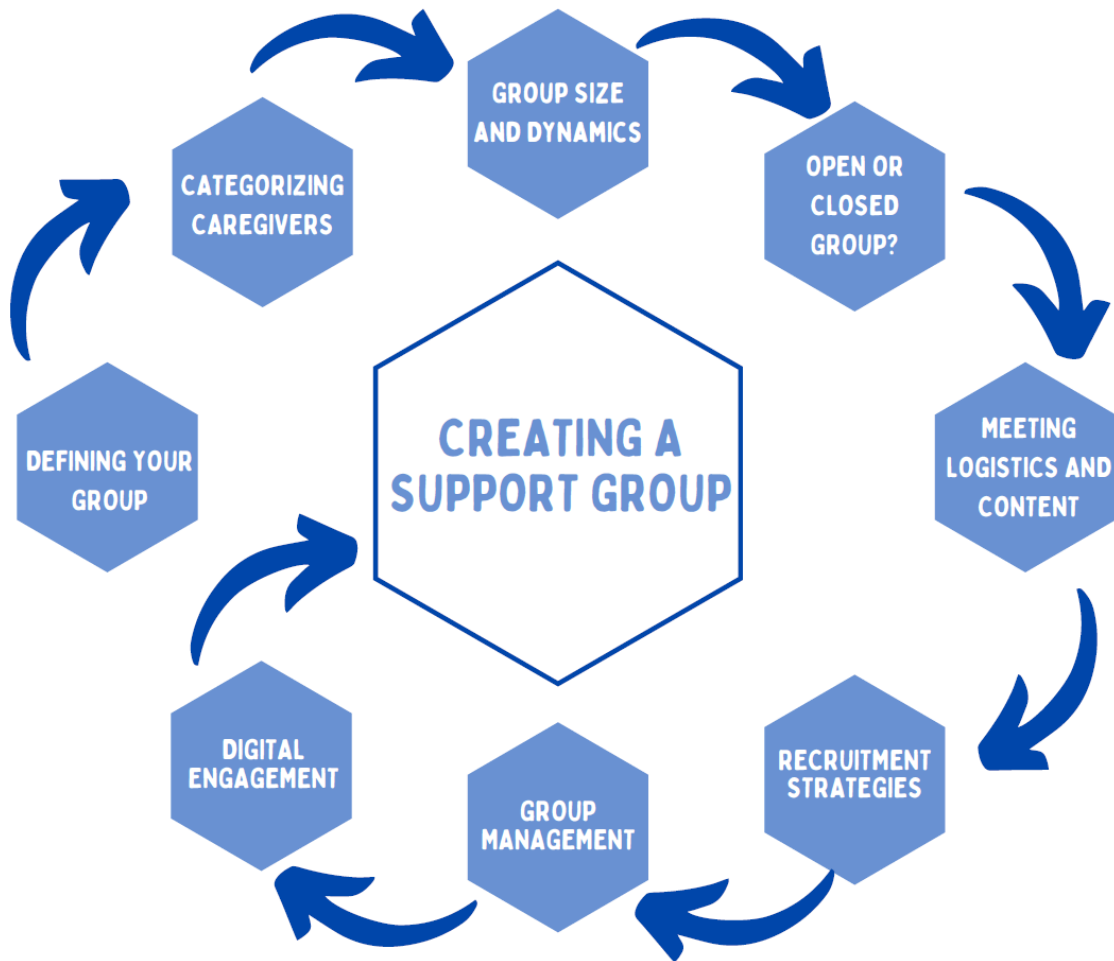 GROUP SIZE
AND DYNAMICS
CATEGORIZING
CAREGIVERS
OPEN OR
CLOSED
GROUP?
DEFINING YOUR
GROUP
CREATING A
SUPPORT GROUP
MEETING
LOGISTICS AND
CONTENT
DIGITAL
ENGAGEMENT
GROUP
MANAGEMENT
RECRUITMENT
STRATEGIES